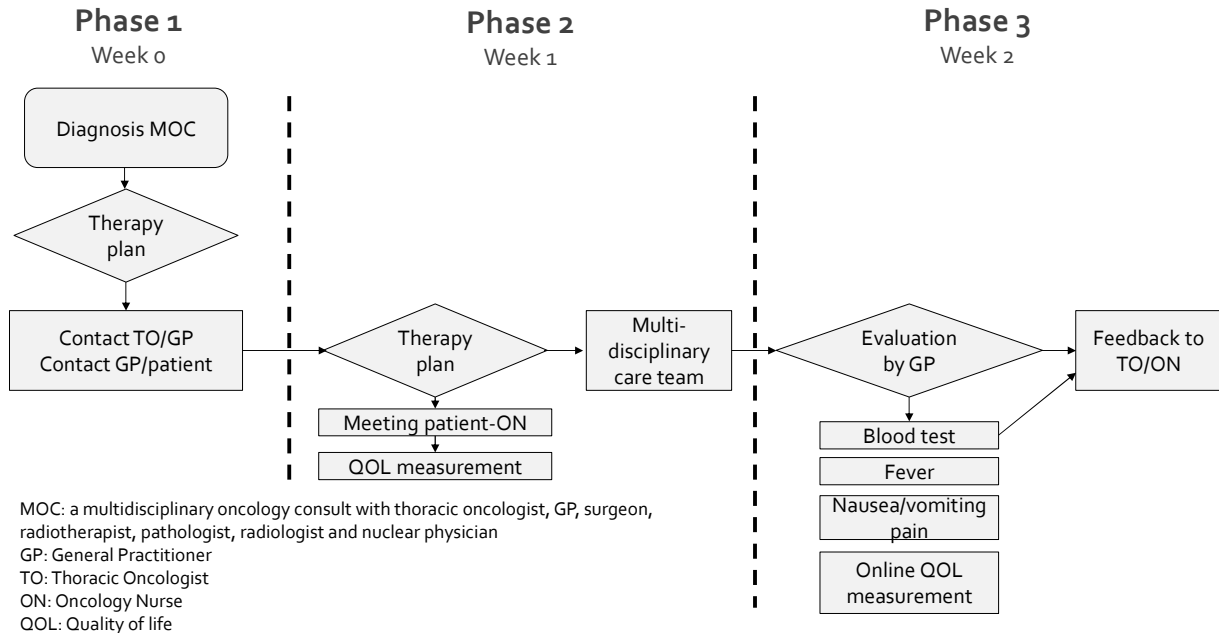 Phase 1
Week 0
Phase 2
Week 1
Phase 3
Week 2
Diagnosis MOC
Therapy
plan
Contact TO/GP
Contact GP/patient
Therapy
plan
Meeting patient-ON
QOL measurement
Multi-
disciplinary
care team
Evaluation
by GP
Feedback to
TO/ON
Blood test
Fever
Nausea/vomiting
pain
Online QOL
measurement
MOC: a multidisciplinary oncology consult with thoracic oncologist, GP, surgeon,
radiotherapist, pathologist, radiologist and nuclear physician
GP: General Practitioner
TO: Thoracic Oncologist
ON: Oncology Nurse
QOL: Quality of life